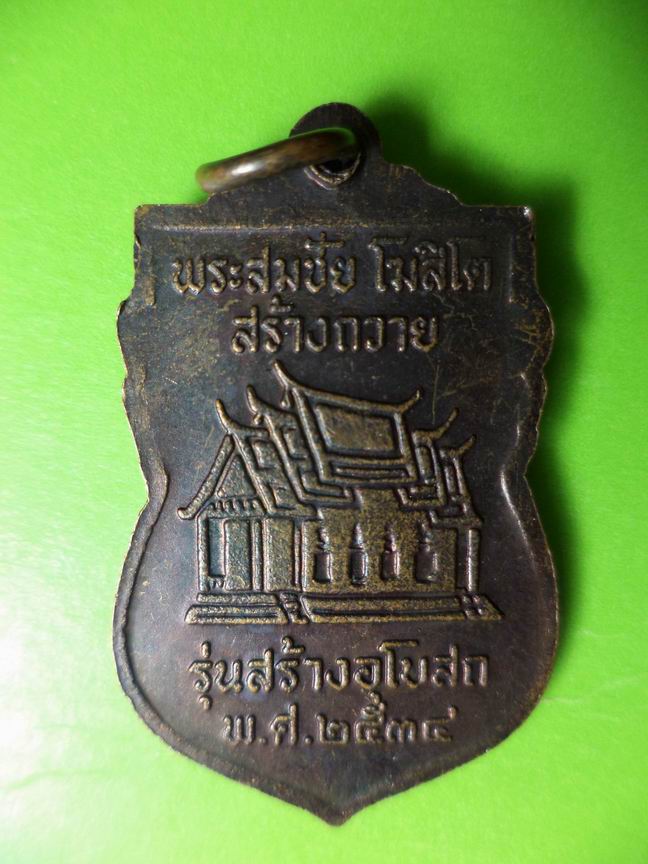 พระสมชัย โฆสิโต
สร้างถวาย
รุ่นสร้างอุโบสถ
พ.ศ.๒๕๓๔